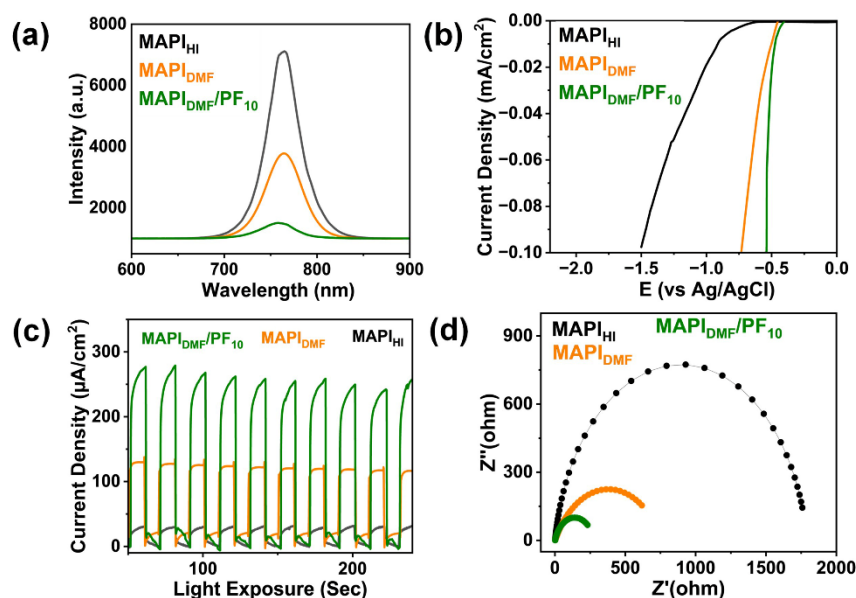 (a)
8000
6000
4000
2000
Intensity (a.u.)
MAPI_HI
MAPI_DMF
MAPI_DMF/PF_10
600 700 800 900
Wavelength (nm)
(b)
0.00
−0.02
−0.04
−0.06
−0.08
−0.10
Current Density (mA/cm²)
MAPI_HI
MAPI_DMF
MAPI_DMF/PF_10
−2.0 −1.5 −1.0 −0.5 0.0
E (vs Ag/AgCl)
(c)
300
200
100
0
Current Density (µA/cm²)
MAPI_DMF/PF_10 MAPI_DMF MAPI_HI
100 200
Light Exposure (Sec)
(d)
900
600
300
0
Z''(ohm)
MAPI_HI MAPI_DMF/PF_10
MAPI_DMF
0 500 1000 1500 2000
Z'(ohm)